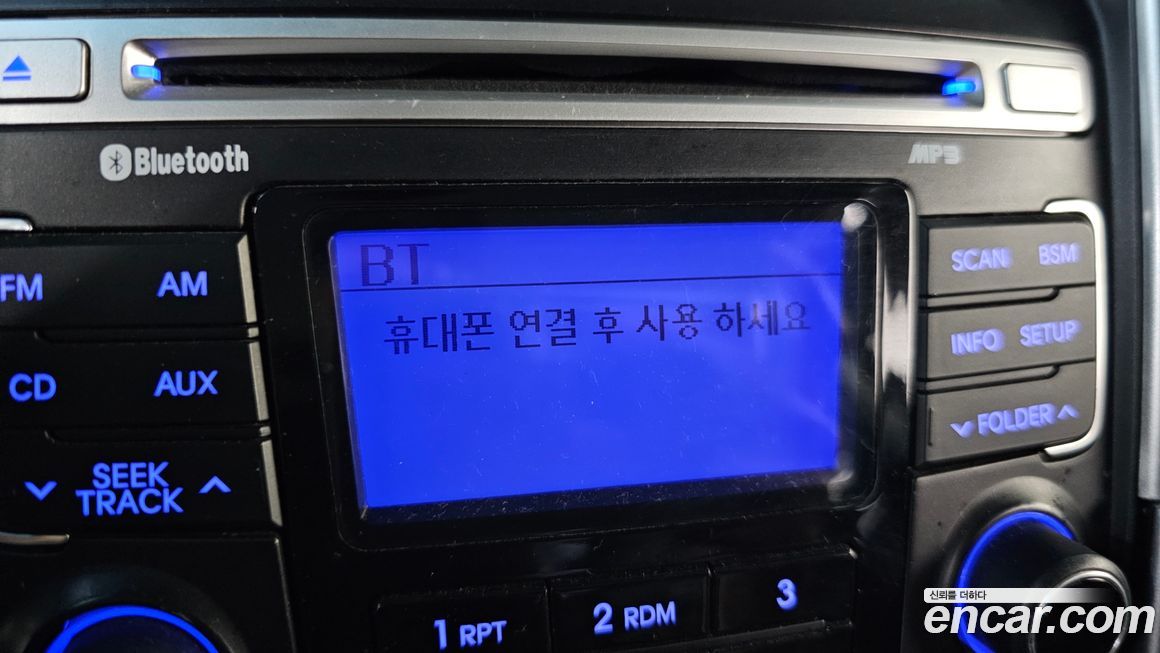 Bluetooth
MP3
FM
AM
CD
AUX
SEEK
TRACK
BT
휴대폰 연결 후 사용 하세요
SCAN
BSM
INFO
SETUP
FOLDER
1 RPT
2 RDM
3
신뢰를 더하다
encar.com